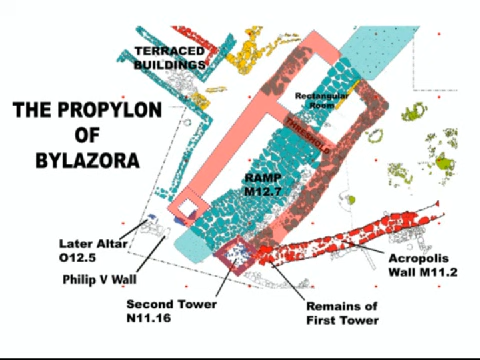 TERRACED
BUILDINGS
THE PROPYLON
OF
BYLAZORA
Rectangular
Room
THRESHOLD
RAMP
M12.7
Later Altar
O12.5
Philip V Wall
Second Tower
N11.16
Remains of
First Tower
Acropolis
Wall M11.2